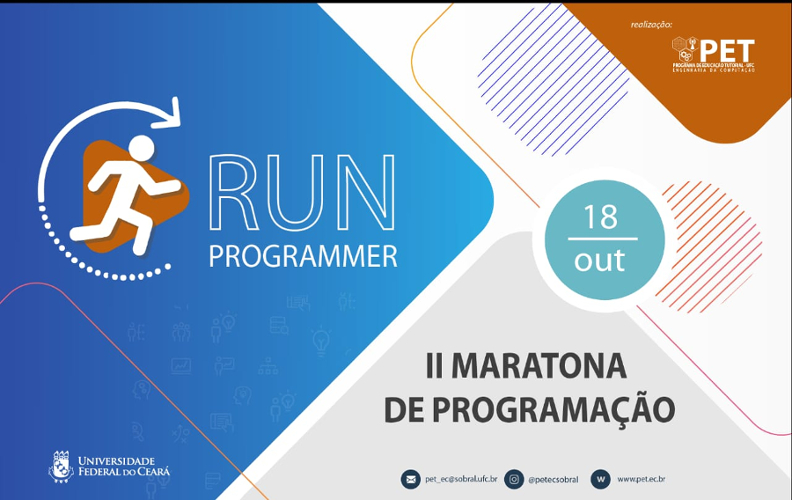 realização:
PET
PROGRAMA DE EDUCAÇÃO TUTORIAL - UFC
ENGENHARIA DA COMPUTAÇÃO
RUN
PROGRAMMER
18
out
II MARATONA
DE PROGRAMAÇÃO
UNIVERSIDADE
FEDERAL DO CEARÁ
pet_ec@sobral.ufc.br
@petecsobral
W
www.pet.ec.br